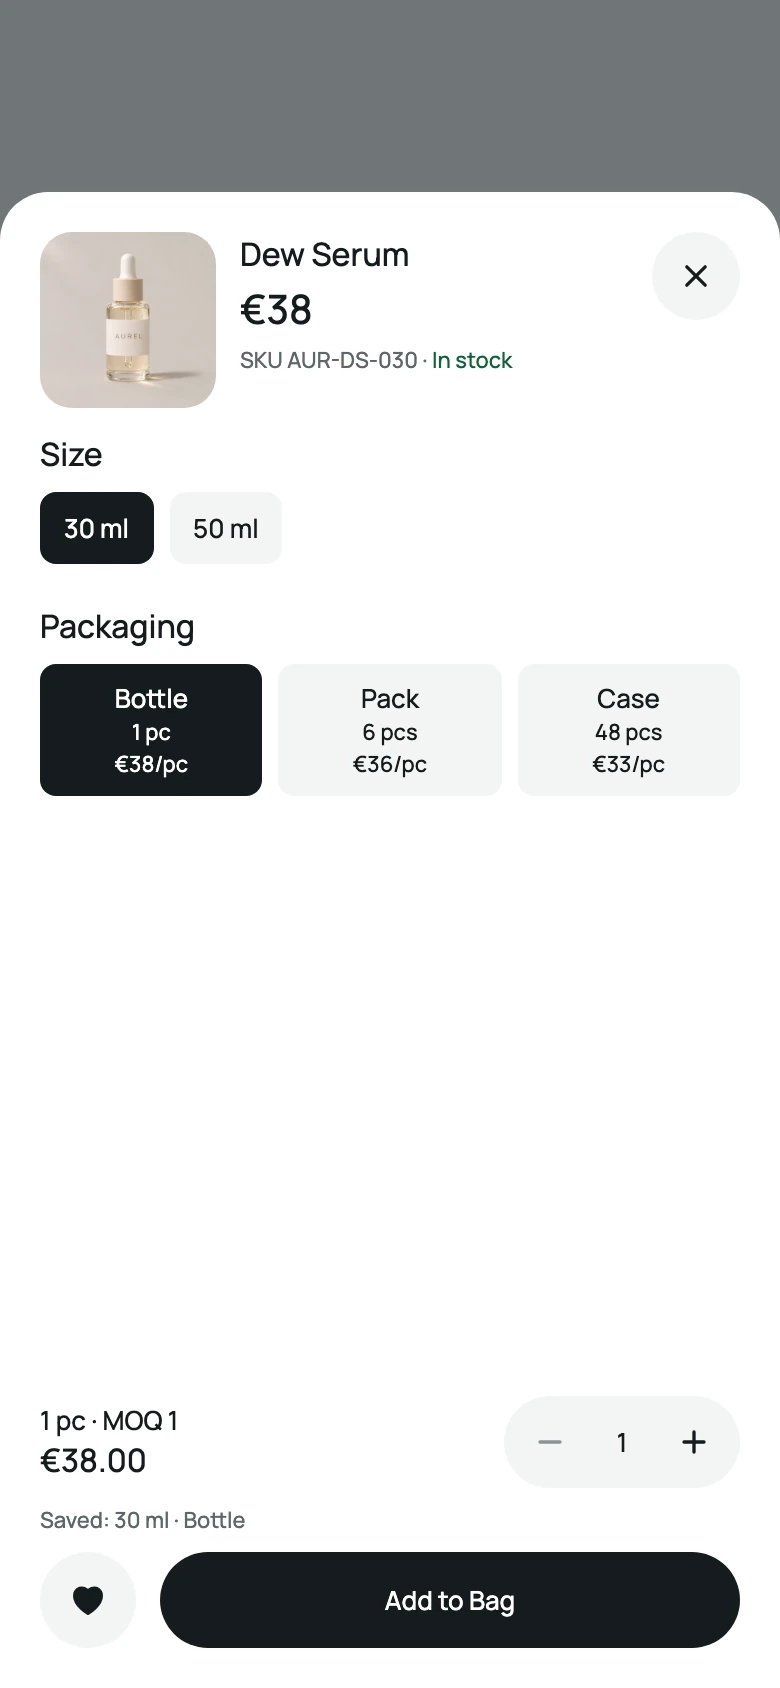 AUREL
Dew Serum
€38
SKU AUR-DS-030 · In stock
Size
30 ml
50 ml
Packaging
Bottle
1 pc
€38/pc
Pack
6 pcs
€36/pc
Case
48 pcs
€33/pc
1 pc · MOQ 1
€38.00
1
Saved: 30 ml · Bottle
Add to Bag